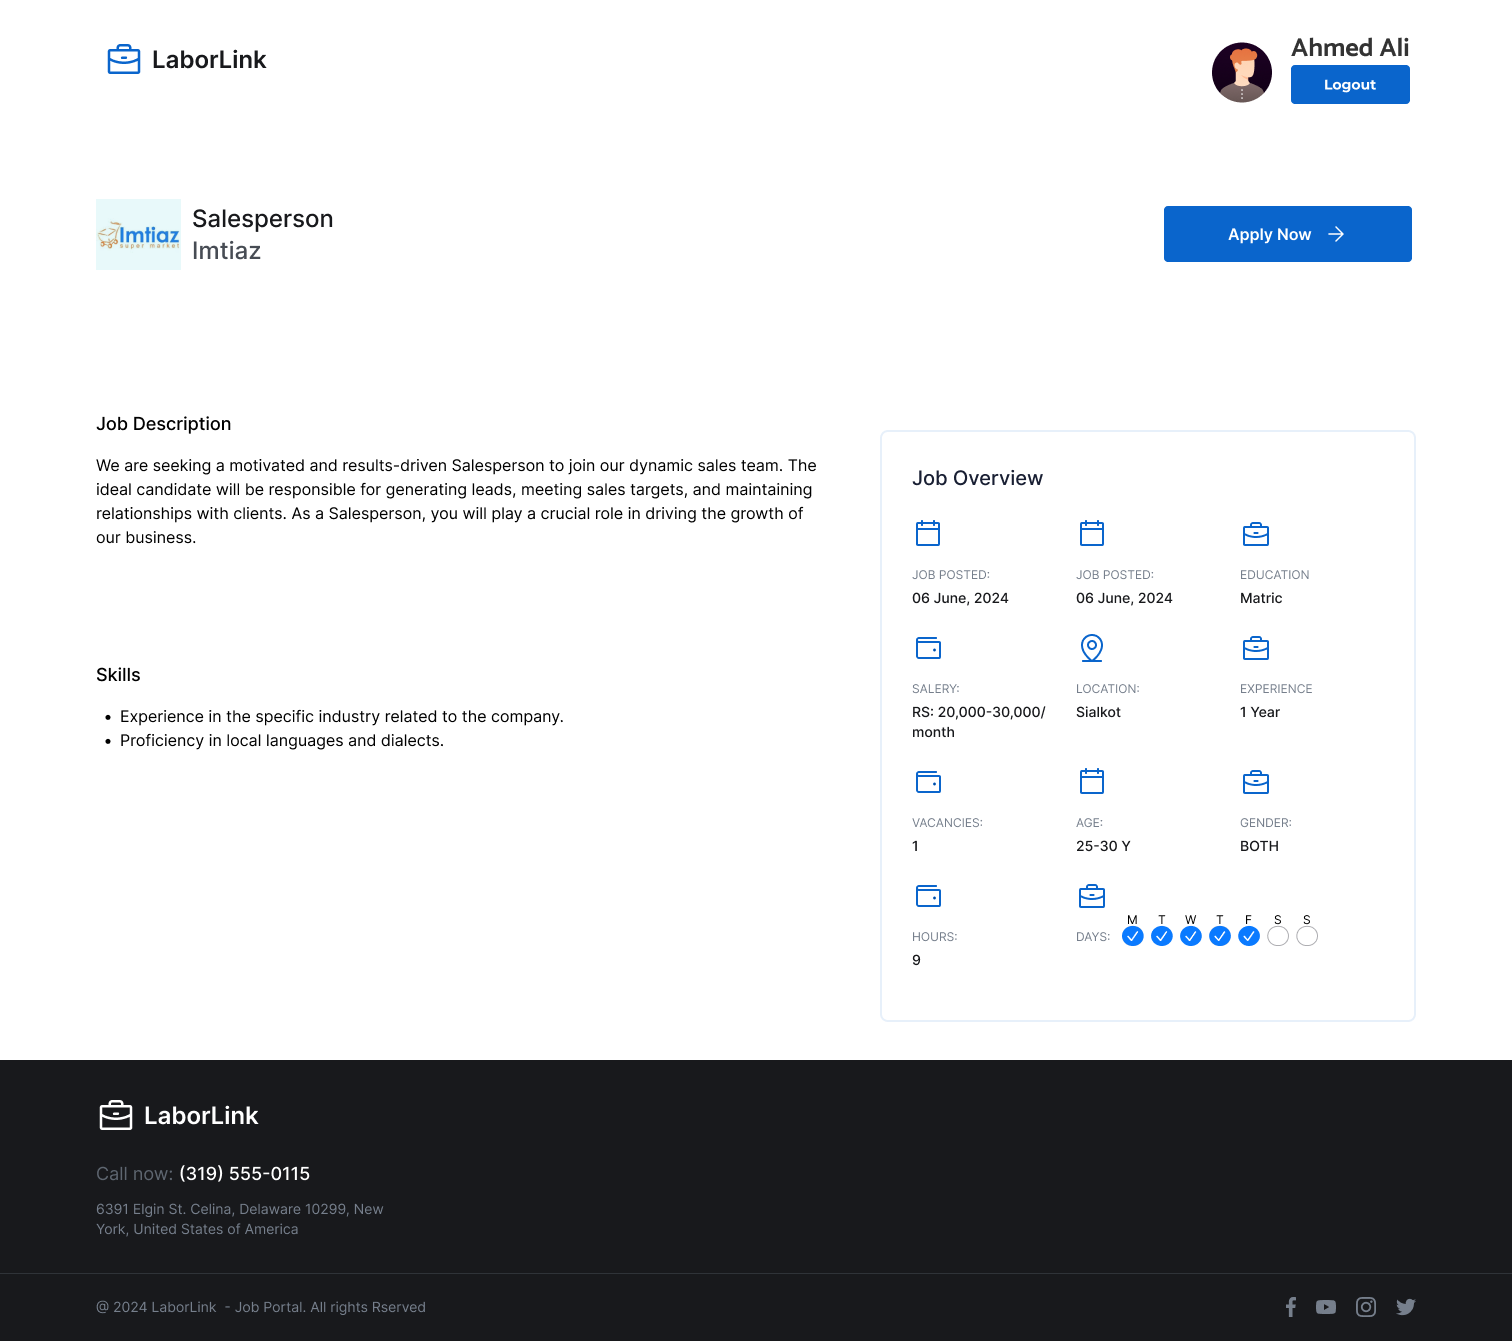 LaborLink
Ahmed Ali
Logout
Imtiaz
super market
Salesperson
Imtiaz
Apply Now
Job Description
We are seeking a motivated and results-driven Salesperson to join our dynamic sales team. The
ideal candidate will be responsible for generating leads, meeting sales targets, and maintaining
relationships with clients. As a Salesperson, you will play a crucial role in driving the growth of
our business.
Skills
• Experience in the specific industry related to the company.
• Proficiency in local languages and dialects.
Job Overview
JOB POSTED:
06 June, 2024
JOB POSTED:
06 June, 2024
EDUCATION
Matric
SALERY:
RS: 20,000-30,000/
month
LOCATION:
Sialkot
EXPERIENCE
1 Year
VACANCIES:
1
AGE:
25-30 Y
GENDER:
BOTH
HOURS:
9
M T W T F S S
DAYS:
LaborLink
Call now: (319) 555-0115
6391 Elgin St. Celina, Delaware 10299, New
York, United States of America
@ 2024 LaborLink - Job Portal. All rights Rserved